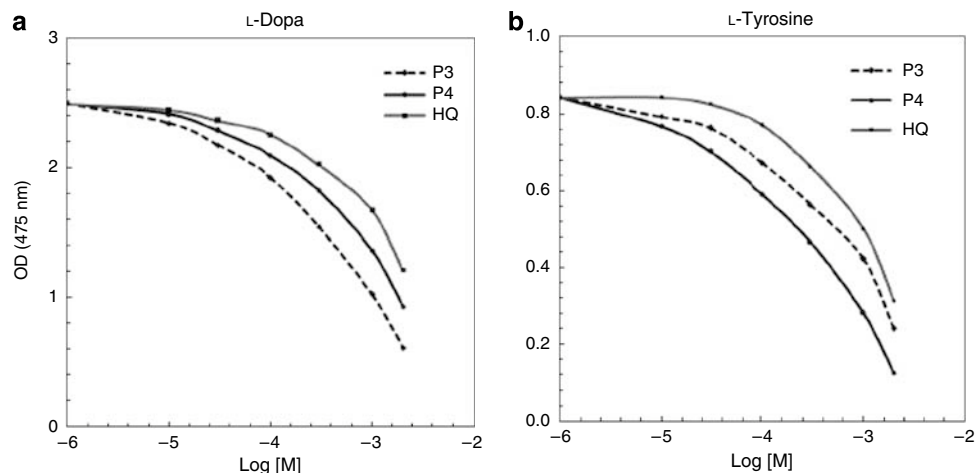 a
L-Dopa
3
2
1
0
OD (475 nm)
P3
P4
HQ
−6
−5
−4
−3
−2
Log [M]
b
L-Tyrosine
1.0
0.8
0.6
0.4
0.2
0.0
P3
P4
HQ
−6
−5
−4
−3
−2
Log [M]